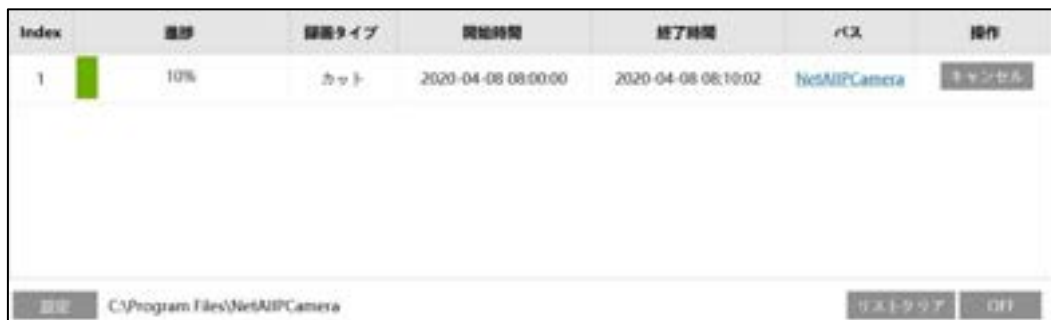 Index 進捗 録画タイプ 開始時間 終了時間 パス 操作
1 10% カット 2020-04-08 08:00:00 2020-04-08 08:10:02 NetAIIPCamera キャンセル
設定 C:\Program Files\NetAIIPCamera リストクリア OFF